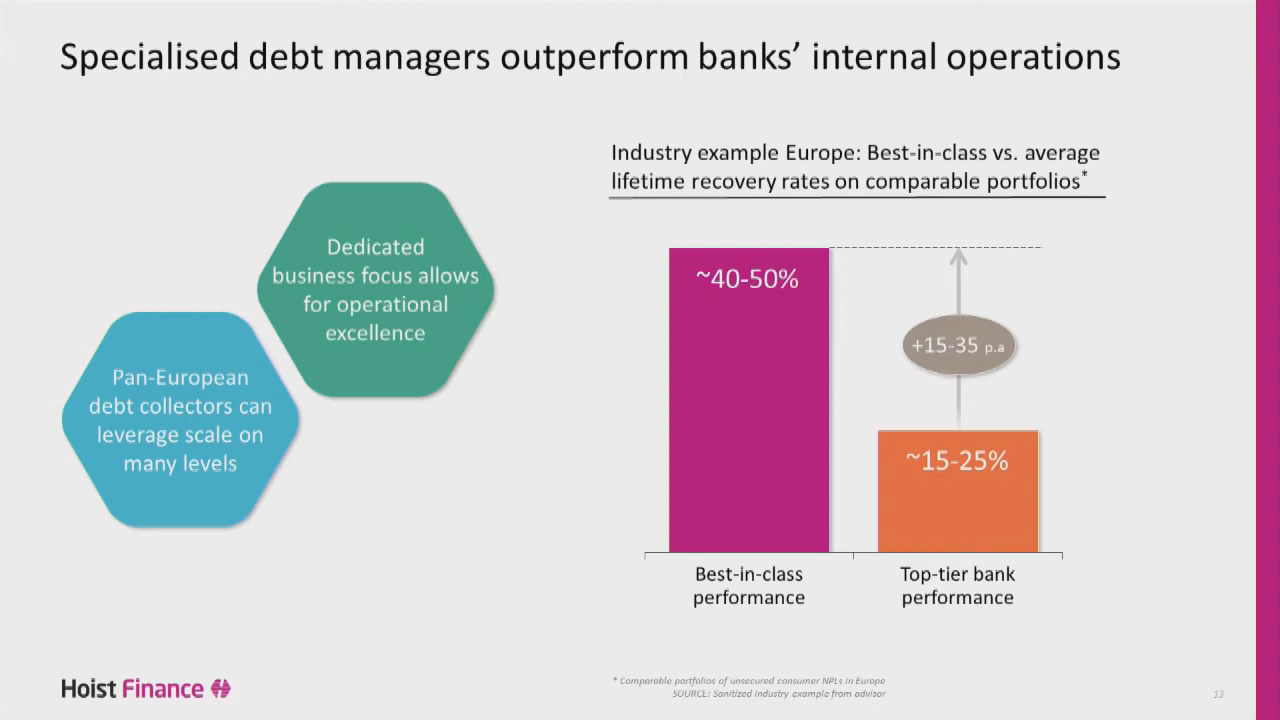 Specialised debt managers outperform banks’ internal operations
Industry example Europe: Best-in-class vs. average
lifetime recovery rates on comparable portfolios*
Dedicated
business focus allows
for operational
excellence
Pan-European
debt collectors can
leverage scale on
many levels
~40-50%
+15-35 p.a
~15-25%
Best-in-class
performance
Top-tier bank
performance
Hoist Finance
* Comparable portfolios of unsecured consumer NPLs in Europe
SOURCE: Sanitized industry example from advisor
13